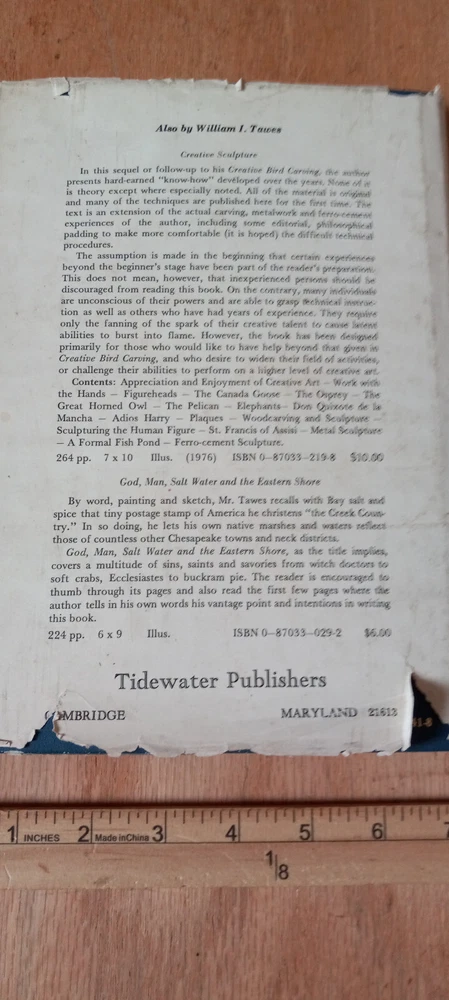 Also by William I. Tawes
Creative Sculpture
In this sequel or follow-up to his Creative Bird Carving, the author
presents hard-earned "know-how" developed over the years. None of it
is theory except where especially noted. All of the material is original
and many of the techniques are published here for the first time. The
text is an extension of the actual carving, metalwork and ferro-cement
experiences of the author, including some editorial, philosophical
padding to make more comfortable (it is hoped) the difficult technical
procedures.
The assumption is made in the beginning that certain experiences
beyond the beginner's stage have been part of the reader's preparation.
This does not mean, however, that inexperienced persons should be
discouraged from reading this book. On the contrary, many individuals
are unconscious of their powers and are able to grasp technical instruc-
tion as well as others who have had years of experience. They require
only the fanning of the spark of their creative talent to cause latent
abilities to burst into flame. However, the book has been designed
primarily for those who would like to have help beyond that given in
Creative Bird Carving, and who desire to widen their field of activities,
or challenge their abilities to perform on a higher level of creative art.
Contents: Appreciation and Enjoyment of Creative Art — Work with
the Hands — Figureheads — The Canada Goose — The Osprey — The
Great Horned Owl — The Pelican — Elephants — Don Quixote de la
Mancha — Adios Harry — Plaques — Woodcarving and Sculpture —
Sculpturing the Human Figure — St. Francis of Assisi — Metal Sculpture
— A Formal Fish Pond — Ferro-cement Sculpture.
264 pp. 7 x 10 Illus. (1976) ISBN 0-87033-219-8 $10.00
God, Man, Salt Water and the Eastern Shore
By word, painting and sketch, Mr. Tawes recalls with Bay salt and
spice that tiny postage stamp of America he christens "the Creek Coun-
try." In so doing, he lets his own native marshes and waters reflect
those of countless other Chesapeake towns and neck districts.
God, Man, Salt Water and the Eastern Shore, as the title implies,
covers a multitude of sins, saints and savories from witch doctors to
soft crabs, Ecclesiastes to buckram pie. The reader is encouraged to
thumb through its pages and also read the first few pages where the
author tells in his own words his vantage point and intentions in writing
this book.
224 pp. 6 x 9 Illus. ISBN 0-87033-029-2 $6.00
Tidewater Publishers
MBRIDGE MARYLAND 21613
1-8
1 INCHES 2 Made in China 3 4 5 6 7
1/8